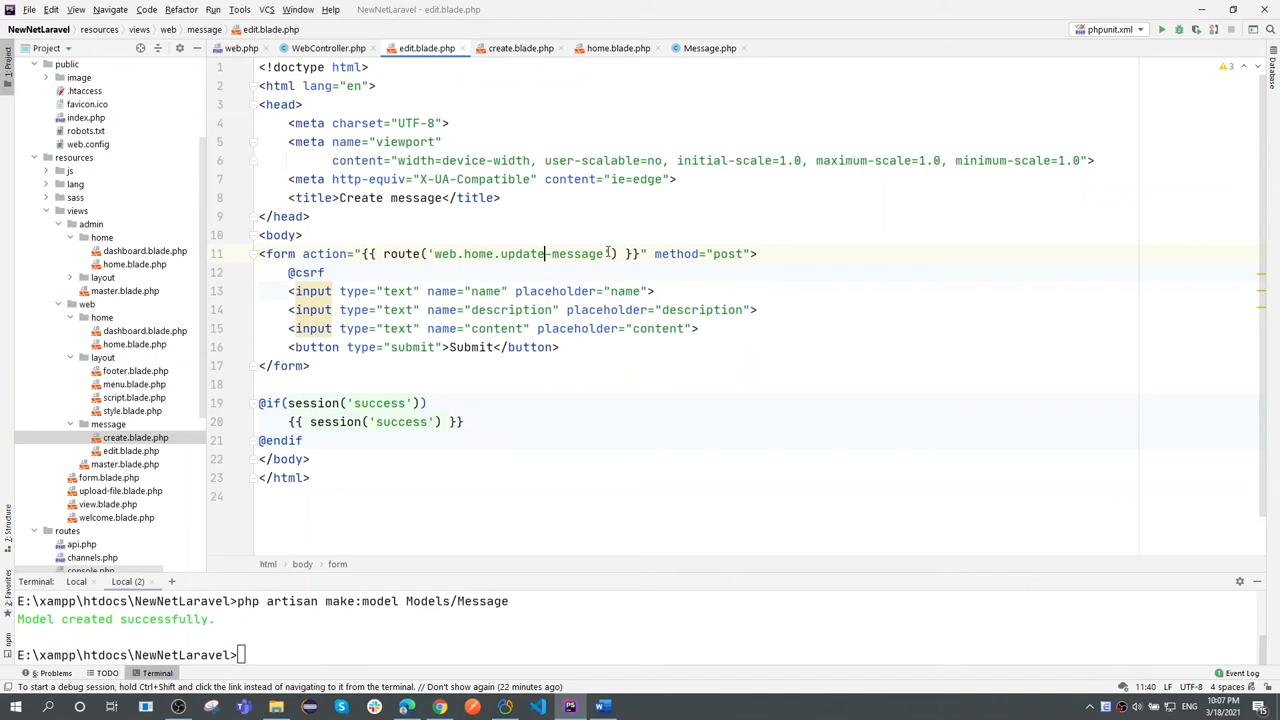 File Edit View Navigate Code Refactor Run Tools VCS Window Help NewNetLaravel - edit.blade.php
NewNetLaravel resources views web message edit.blade.php phpunit.xml
Project web.php WebController.php edit.blade.php create.blade.php home.blade.php Message.php
1: Project
Database
3
public
image
.htaccess
favicon.ico
index.php
robots.txt
web.config
resources
js
lang
sass
views
admin
home
dashboard.blade.php
home.blade.php
layout
master.blade.php
web
home
dashboard.blade.php
home.blade.php
layout
footer.blade.php
menu.blade.php
script.blade.php
style.blade.php
message
create.blade.php
edit.blade.php
master.blade.php
form.blade.php
upload-file.blade.php
view.blade.php
welcome.blade.php
routes
api.php
channels.php
console.php
1 <!doctype html>
2 <html lang="en">
3 <head>
4 <meta charset="UTF-8">
5 <meta name="viewport"
6 content="width=device-width, user-scalable=no, initial-scale=1.0, maximum-scale=1.0, minimum-scale=1.0">
7 <meta http-equiv="X-UA-Compatible" content="ie=edge">
8 <title>Create message</title>
9 </head>
10 <body>
11 <form action="{{ route('web.home.update-message') }}" method="post">
12 @csrf
13 <input type="text" name="name" placeholder="name">
14 <input type="text" name="description" placeholder="description">
15 <input type="text" name="content" placeholder="content">
16 <button type="submit">Submit</button>
17 </form>
18
19 @if(session('success'))
20 {{ session('success') }}
21 @endif
22 </body>
23 </html>
24
html body form
7: Structure
2: Favorites
npm
Terminal: Local Local (2)
E:\xampp\htdocs\NewNetLaravel>php artisan make:model Models/Message
Model created successfully.
E:\xampp\htdocs\NewNetLaravel>
6: Problems TODO Terminal Event Log
To start a debug session, hold Ctrl+Shift and click the link instead of navigating to it from the terminal. // Don't show again (22 minutes ago) 11:40 LF UTF-8 4 spaces
10:07 PM
3/18/2021
15